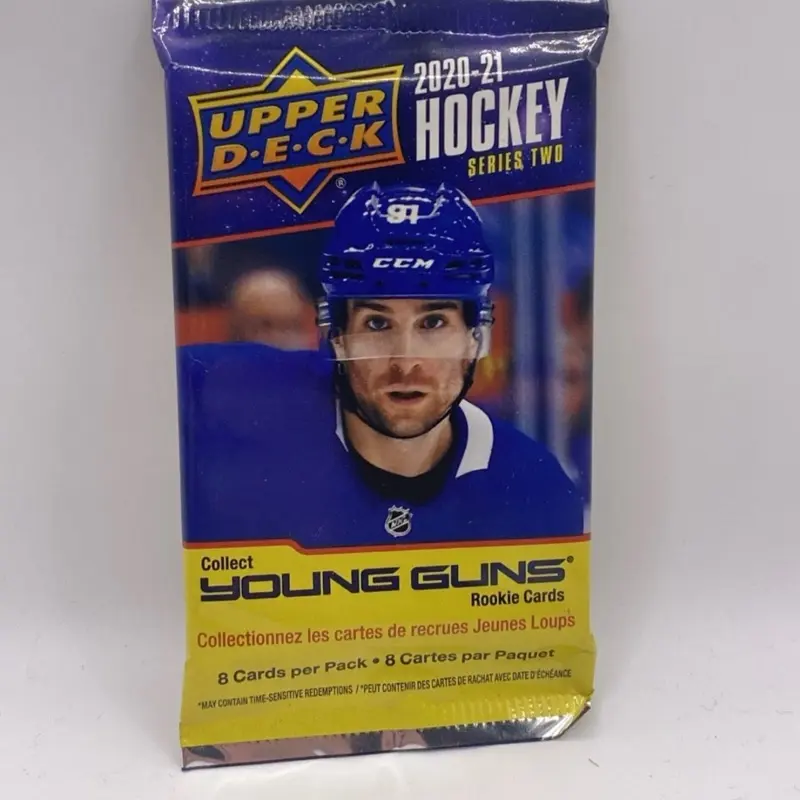 UPPER
D·E·C·K
®
2020-21
HOCKEY
SERIES TWO
91
CCM
NHL
Collect
YOUNG GUNS®
Rookie Cards
Collectionnez les cartes de recrues Jeunes Loups
8 Cards per Pack • 8 Cartes par Paquet
*MAY CONTAIN TIME-SENSITIVE REDEMPTIONS / *PEUT CONTENIR DES CARTES DE RACHAT AVEC DATE D'ÉCHÉANCE